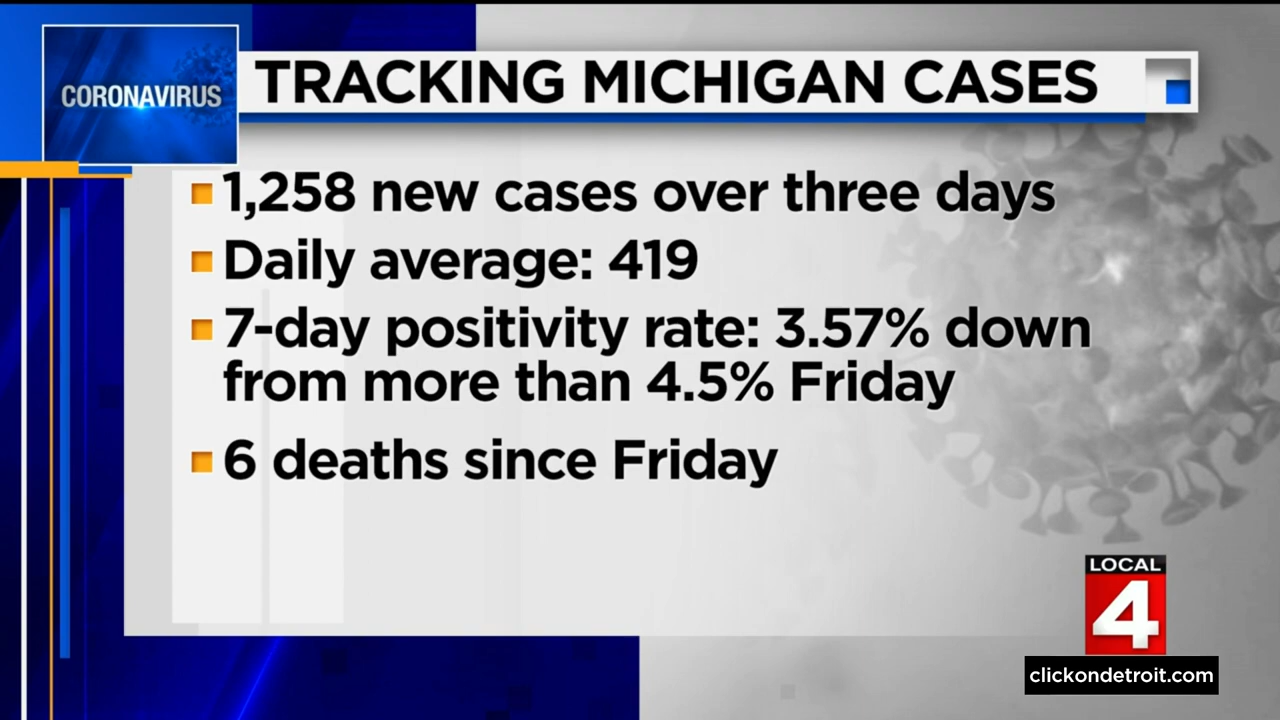 CORONAVIRUS
TRACKING MICHIGAN CASES
1,258 new cases over three days
Daily average: 419
7-day positivity rate: 3.57% down
from more than 4.5% Friday
6 deaths since Friday
LOCAL
4
clickondetroit.com